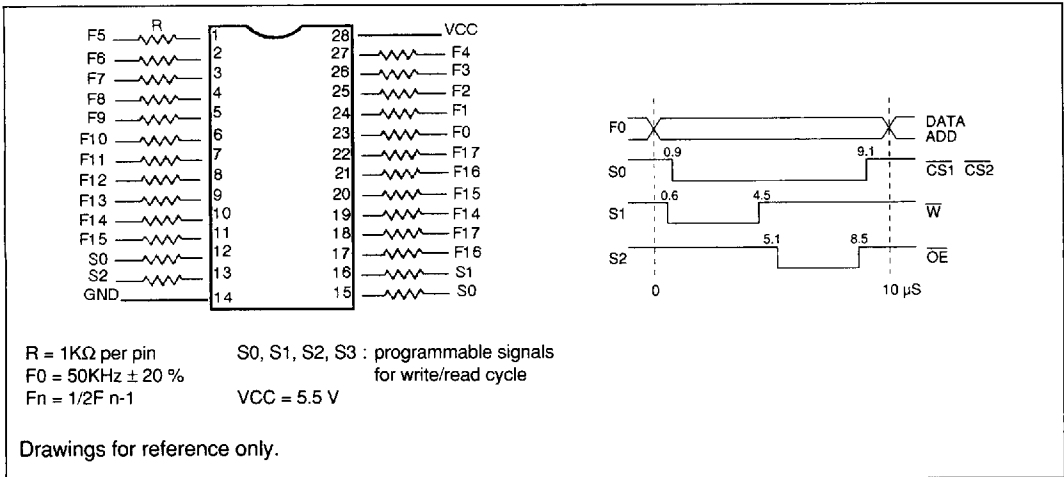 R
F5 1 28 VCC
F6 2 27 F4
F7 3 26 F3
F8 4 25 F2
F9 5 24 F1
F10 6 23 F0
F11 7 22 F17
F12 8 21 F16
F13 9 20 F15
F14 10 19 F14
F15 11 18 F17
S0 12 17 F16
S2 13 16 S1
GND 14 15 S0
F0 DATA
ADD
0.9 9.1
S0 CS1 CS2
0.6 4.5
S1 W
5.1 8.5
S2 OE
0 10 µS
R = 1KΩ per pin
F0 = 50KHz ± 20 %
Fn = 1/2F n-1
S0, S1, S2, S3 : programmable signals
for write/read cycle
VCC = 5.5 V
Drawings for reference only.